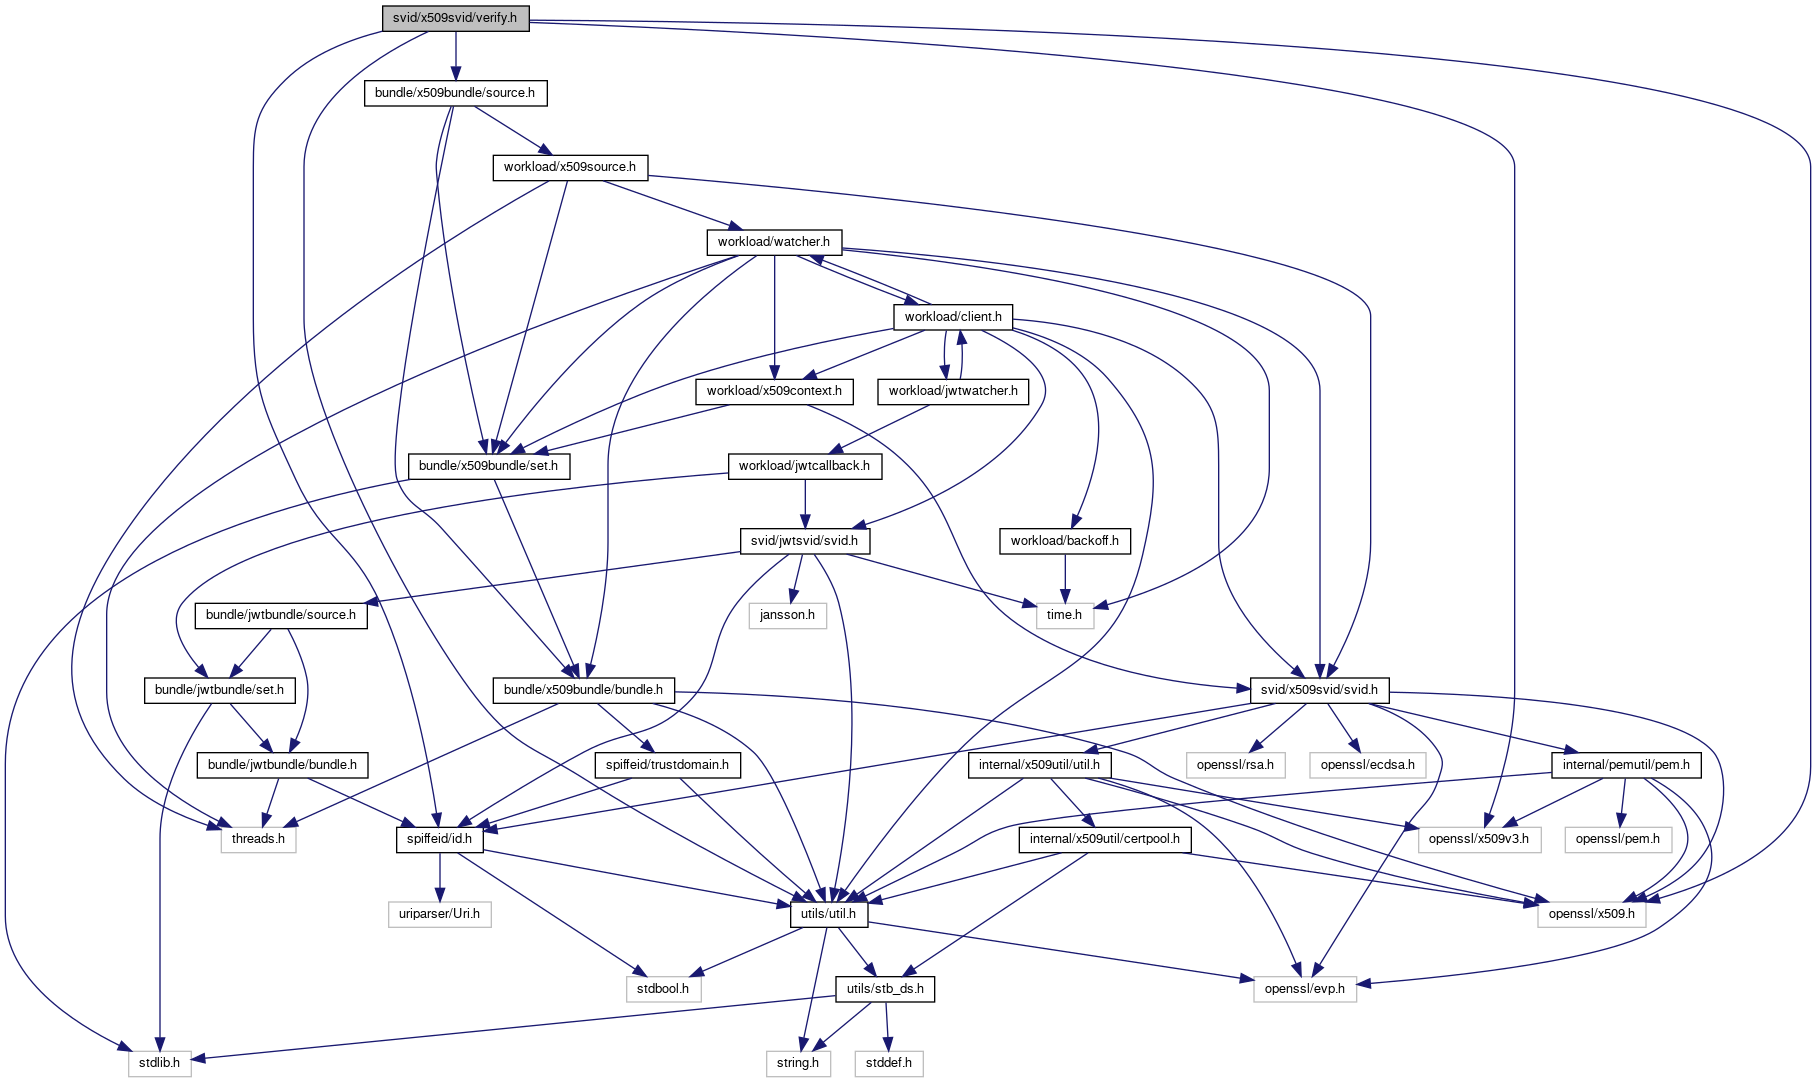 svid/x509svid/verify.h
bundle/x509bundle/source.h
workload/x509source.h
workload/watcher.h
workload/client.h
workload/x509context.h
workload/jwtwatcher.h
bundle/x509bundle/set.h
workload/jwtcallback.h
svid/jwtsvid/svid.h
workload/backoff.h
bundle/jwtbundle/source.h
jansson.h
time.h
bundle/jwtbundle/set.h
bundle/x509bundle/bundle.h
svid/x509svid/svid.h
bundle/jwtbundle/bundle.h
spiffeid/trustdomain.h
internal/x509util/util.h
openssl/rsa.h
openssl/ecdsa.h
internal/pemutil/pem.h
threads.h
spiffeid/id.h
internal/x509util/certpool.h
openssl/x509v3.h
openssl/pem.h
uriparser/Uri.h
utils/util.h
openssl/x509.h
stdbool.h
utils/stb_ds.h
openssl/evp.h
stdlib.h
string.h
stddef.h